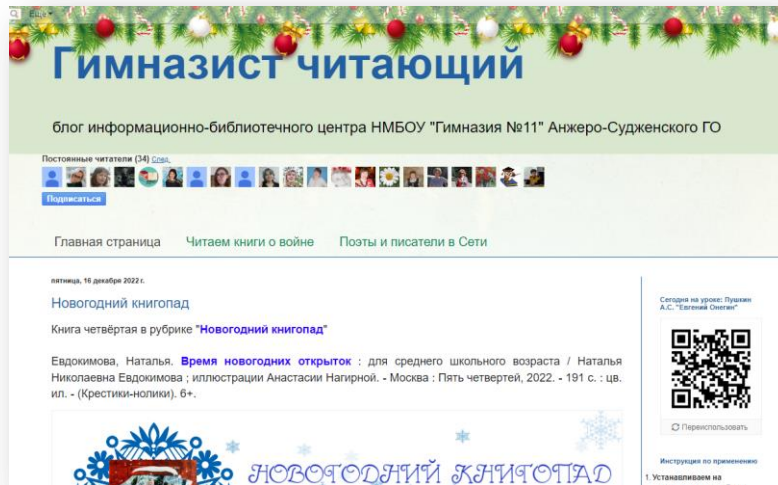 Еще
Гимназист читающий
блог информационно-библиотечного центра НМБОУ "Гимназия №11" Анжеро-Судженского ГО
Постоянные читатели (34) След.
Подписаться
Главная страница Читаем книги о войне Поэты и писатели в Сети
пятница, 16 декабря 2022 г.
Новогодний книгопад
Книга четвёртая в рубрике "Новогодний книгопад"
Евдокимова, Наталья. Время новогодних открыток : для среднего школьного возраста / Наталья
Николаевна Евдокимова ; иллюстрации Анастасии Нагирной. - Москва : Пять четвертей, 2022. - 191 с. : цв.
ил. - (Крестики-нолики). 6+.
НОВОГОДНИЙ КНИГОПАД
Сегодня на уроке: Пушкин
А.С. "Евгений Онегин"
Переиспользовать
Инструкция по применению
1. Устанавливаем на